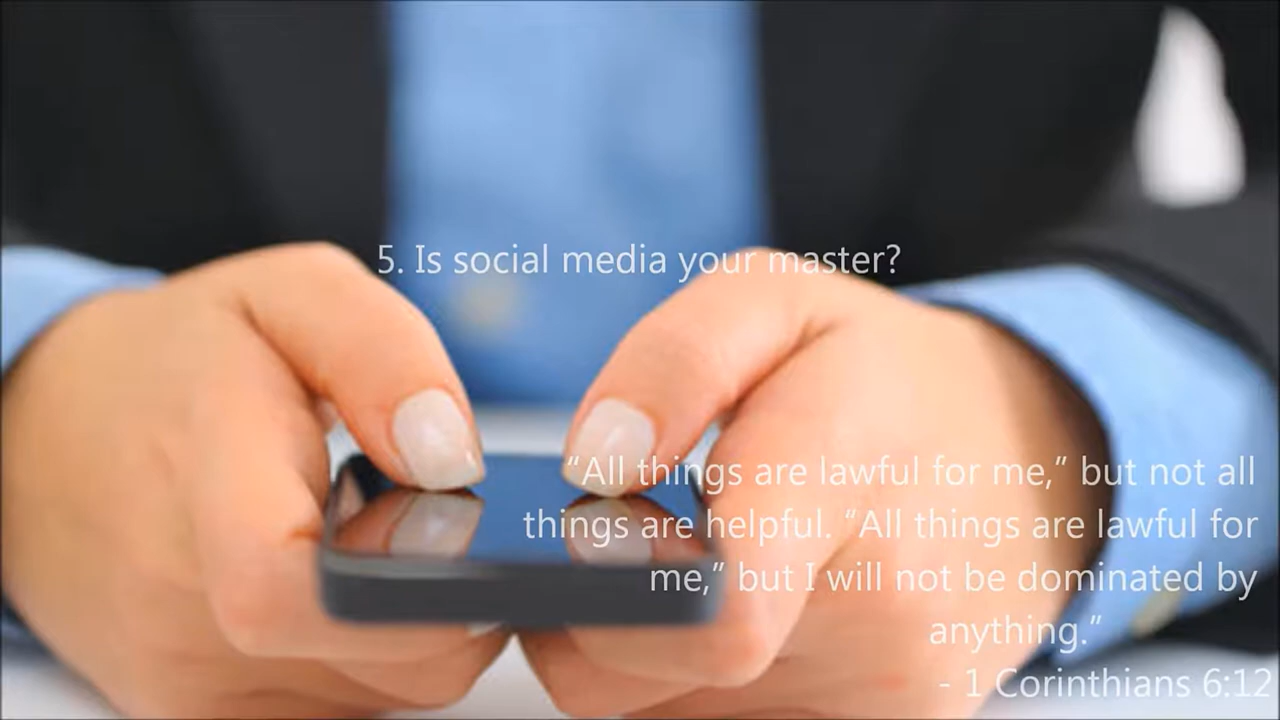 5. Is social media your master?
“All things are lawful for me,” but not all
things are helpful. “All things are lawful for
me,” but I will not be dominated by
anything.”
- 1 Corinthians 6:12